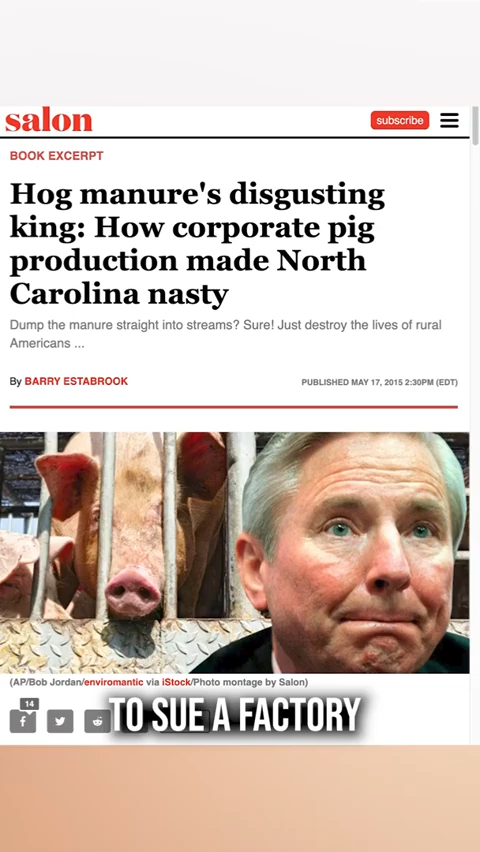 salon
subscribe
BOOK EXCERPT
Hog manure's disgusting
king: How corporate pig
production made North
Carolina nasty
Dump the manure straight into streams? Sure! Just destroy the lives of rural
Americans ...
By BARRY ESTABROOK
PUBLISHED MAY 17, 2015 2:30PM (EDT)
(AP/Bob Jordan/enviromantic via iStock/Photo montage by Salon)
14
TO SUE A FACTORY